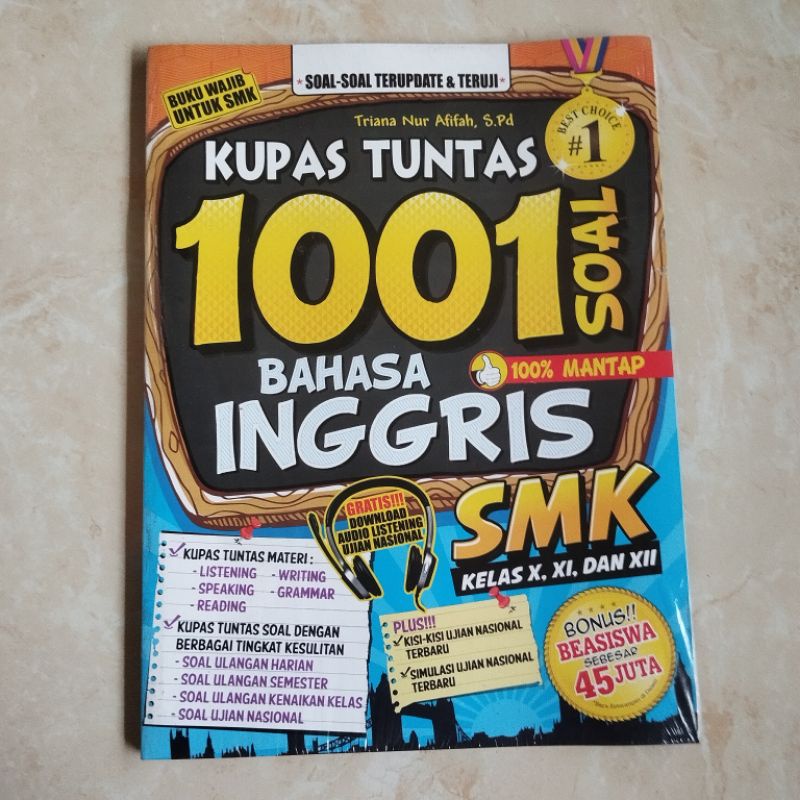 * SOAL-SOAL TERUPDATE & TERUJI *
BUKU WAJIB
UNTUK SMK
Triana Nur Afifah, S.Pd
BEST CHOICE
#1
KUPAS TUNTAS
1001
SOAL
BAHASA
INGGRIS
100% MANTAP
SMK
KELAS X, XI, DAN XII
GRATIS!!!
DOWNLOAD
AUDIO LISTENING
UJIAN NASIONAL
KUPAS TUNTAS MATERI :
- LISTENING - WRITING
- SPEAKING - GRAMMAR
- READING
KUPAS TUNTAS SOAL DENGAN
BERBAGAI TINGKAT KESULITAN
- SOAL ULANGAN HARIAN
- SOAL ULANGAN SEMESTER
- SOAL ULANGAN KENAIKAN KELAS
- SOAL UJIAN NASIONAL
PLUS!!!
KISI-KISI UJIAN NASIONAL
TERBARU
SIMULASI UJIAN NASIONAL
TERBARU
BONUS!!
BEASISWA
SEBESAR
45 JUTA